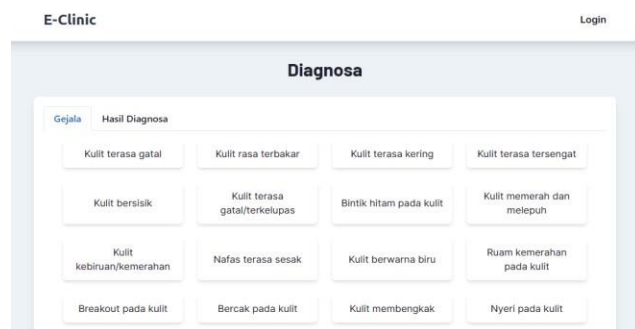 E-Clinic
Login
Diagnosa
Gejala
Hasil Diagnosa
Kulit terasa gatal
Kulit rasa terbakar
Kulit terasa kering
Kulit terasa tersengat
Kulit bersisik
Kulit terasa
gatal/terkelupas
Bintik hitam pada kulit
Kulit memerah dan
melepuh
Kulit
kebiruan/kemerahan
Nafas terasa sesak
Kulit berwarna biru
Ruam kemerahan
pada kulit
Breakout pada kulit
Bercak pada kulit
Kulit membengkak
Nyeri pada kulit